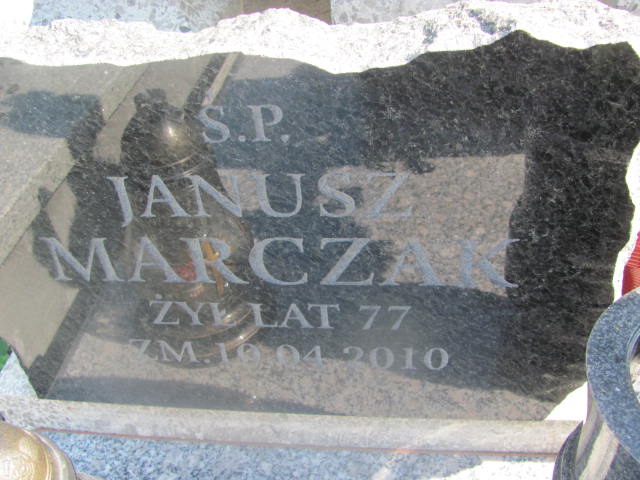 S.P.
JANUSZ
MARCZAK
ŻYŁ LAT 77
ZM. 10.04.2010